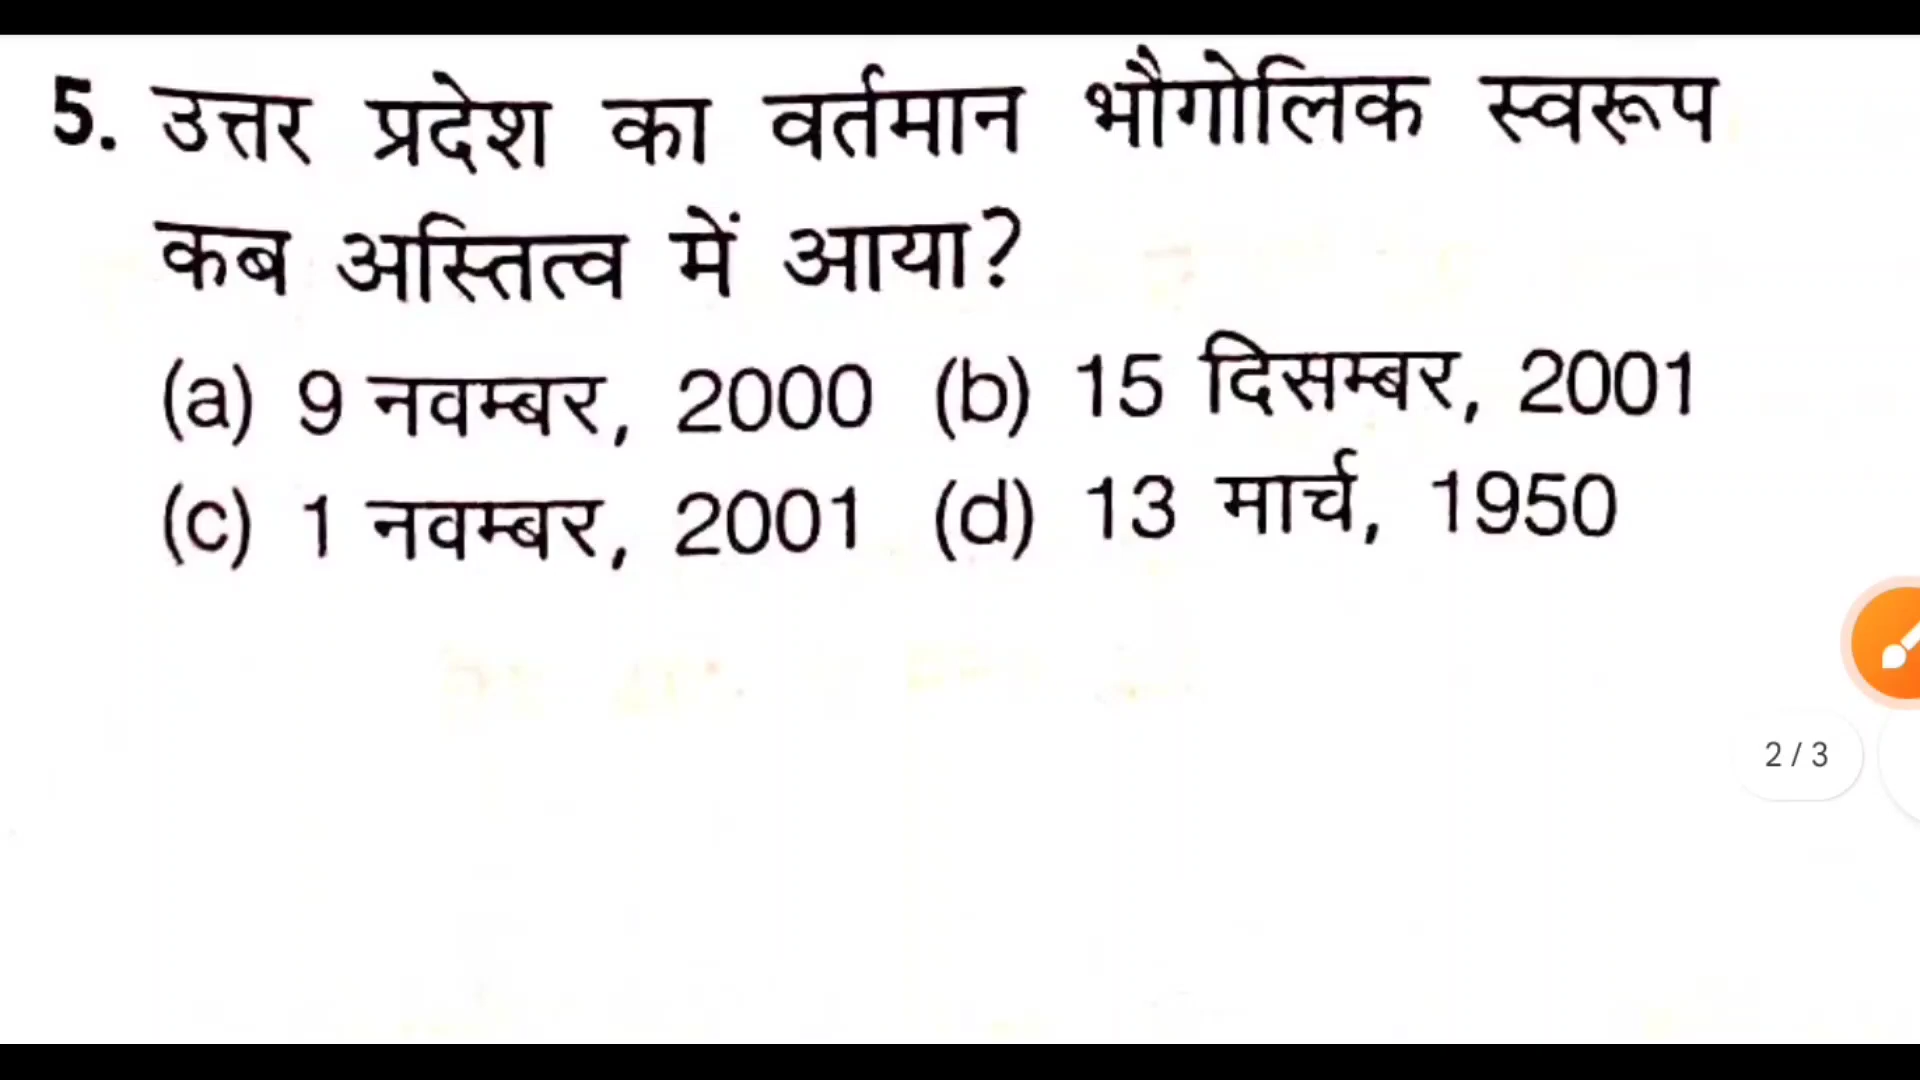 5. उत्तर प्रदेश का वर्तमान भौगोलिक स्वरूप
कब अस्तित्व में आया?
(a) 9 नवम्बर, 2000 (b) 15 दिसम्बर, 2001
(c) 1 नवम्बर, 2001 (d) 13 मार्च, 1950
2 / 3